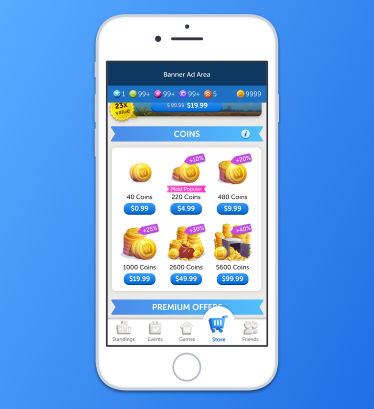 Banner Ad Area
1 99+ 99+ 99+ 5 9999
23x
value
$90.99 $19.99
COINS i
+10% +20%
Most Popular
40 Coins 220 Coins 480 Coins
$0.99 $4.99 $9.99
+25% +30% +40%
1000 Coins 2600 Coins 5600 Coins
$19.99 $49.99 $99.99
PREMIUM OFFERS
Standings Events Games Store Friends